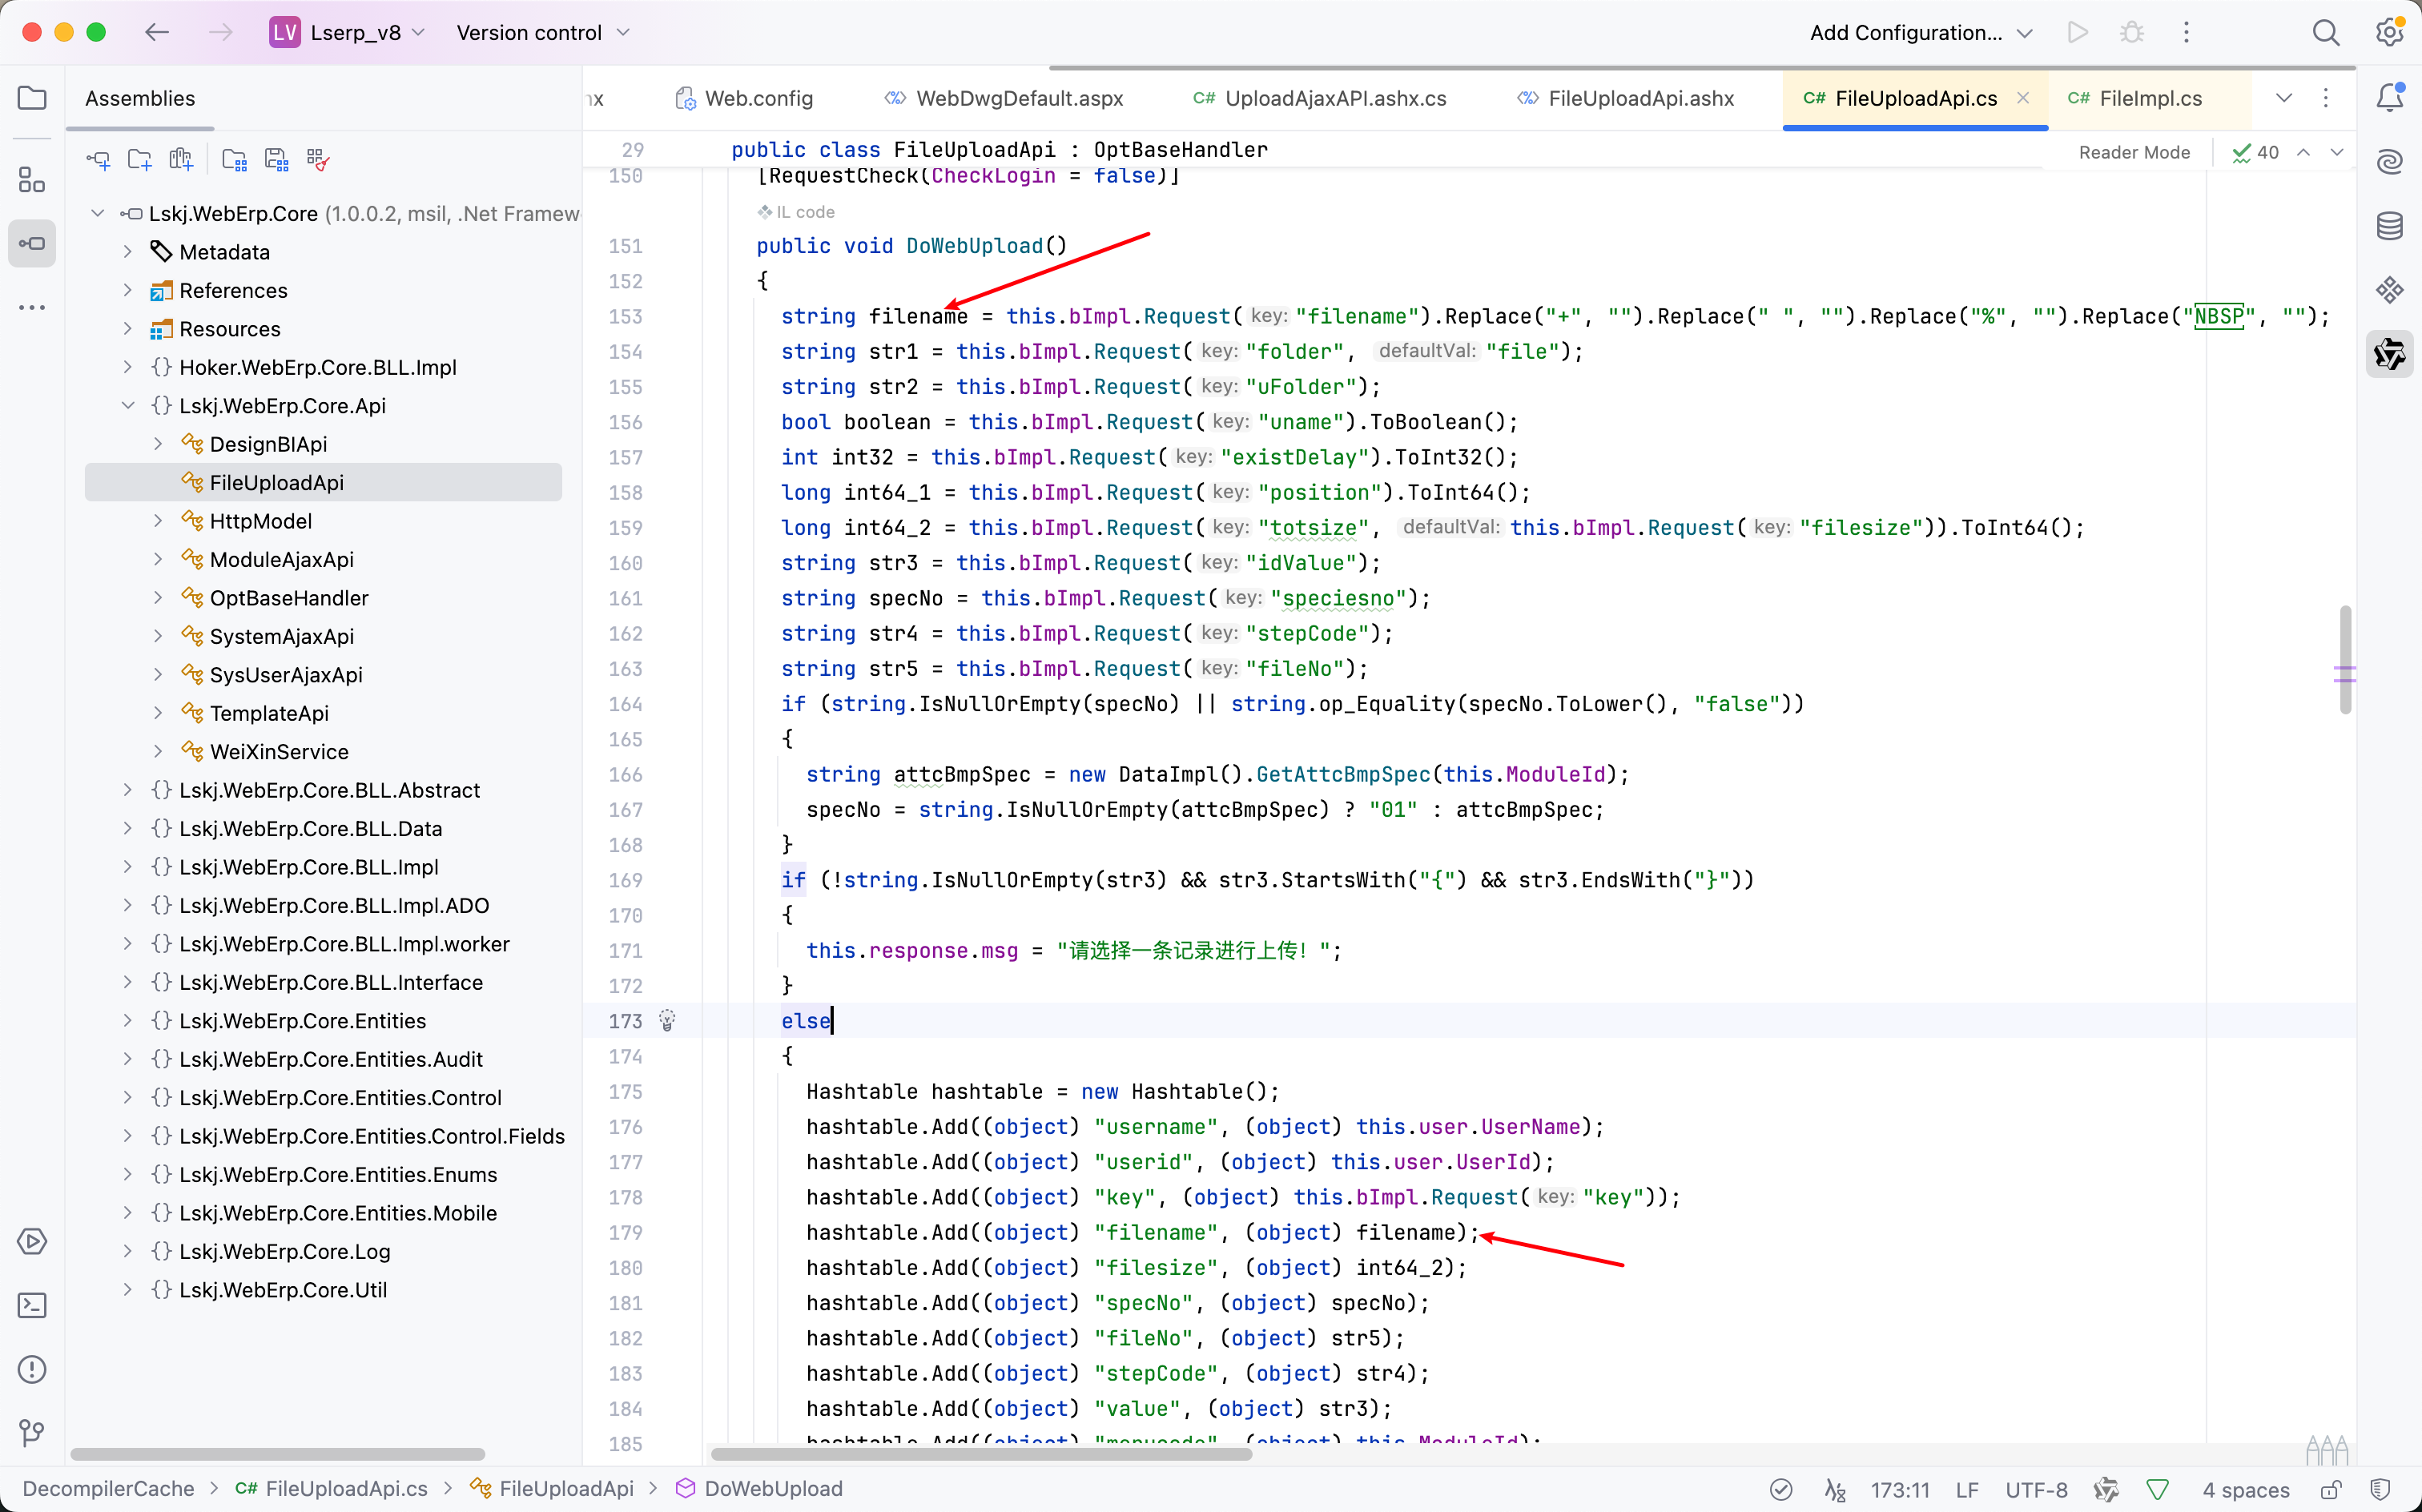 LV Lserp_v8 Version control Add Configuration...
Assemblies
Lskj.WebErp.Core (1.0.0.2, msil, .Net Framew
Metadata
References
Resources
{} Hoker.WebErp.Core.BLL.Impl
{} Lskj.WebErp.Core.Api
DesignBIApi
FileUploadApi
HttpModel
ModuleAjaxApi
OptBaseHandler
SystemAjaxApi
SysUserAjaxApi
TemplateApi
WeiXinService
{} Lskj.WebErp.Core.BLL.Abstract
{} Lskj.WebErp.Core.BLL.Data
{} Lskj.WebErp.Core.BLL.Impl
{} Lskj.WebErp.Core.BLL.Impl.ADO
{} Lskj.WebErp.Core.BLL.Impl.worker
{} Lskj.WebErp.Core.BLL.Interface
{} Lskj.WebErp.Core.Entities
{} Lskj.WebErp.Core.Entities.Audit
{} Lskj.WebErp.Core.Entities.Control
{} Lskj.WebErp.Core.Entities.Control.Fields
{} Lskj.WebErp.Core.Entities.Enums
{} Lskj.WebErp.Core.Entities.Mobile
{} Lskj.WebErp.Core.Log
{} Lskj.WebErp.Core.Util
Web.config WebDwgDefault.aspx C# UploadAjaxAPI.ashx.cs FileUploadApi.ashx C# FileUploadApi.cs C# FileImpl.cs
29 public class FileUploadApi : OptBaseHandler
Reader Mode 40
150 [RequestCheck(CheckLogin = false)]
IL code
151 public void DoWebUpload()
152 {
153 string filename = this.bImpl.Request( key: "filename").Replace("+", "").Replace(" ", "").Replace("%", "").Replace("NBSP", "");
154 string str1 = this.bImpl.Request( key: "folder", defaultVal: "file");
155 string str2 = this.bImpl.Request( key: "uFolder");
156 bool boolean = this.bImpl.Request( key: "uname").ToBoolean();
157 int int32 = this.bImpl.Request( key: "existDelay").ToInt32();
158 long int64_1 = this.bImpl.Request( key: "position").ToInt64();
159 long int64_2 = this.bImpl.Request( key: "totsize", defaultVal: this.bImpl.Request( key: "filesize")).ToInt64();
160 string str3 = this.bImpl.Request( key: "idValue");
161 string specNo = this.bImpl.Request( key: "speciesno");
162 string str4 = this.bImpl.Request( key: "stepCode");
163 string str5 = this.bImpl.Request( key: "fileNo");
164 if (string.IsNullOrEmpty(specNo) || string.op_Equality(specNo.ToLower(), "false"))
165 {
166 string attcBmpSpec = new DataImpl().GetAttcBmpSpec(this.ModuleId);
167 specNo = string.IsNullOrEmpty(attcBmpSpec) ? "01" : attcBmpSpec;
168 }
169 if (!string.IsNullOrEmpty(str3) && str3.StartsWith("{") && str3.EndsWith("}"))
170 {
171 this.response.msg = "请选择一条记录进行上传！";
172 }
173 else
174 {
175 Hashtable hashtable = new Hashtable();
176 hashtable.Add((object) "username", (object) this.user.UserName);
177 hashtable.Add((object) "userid", (object) this.user.UserId);
178 hashtable.Add((object) "key", (object) this.bImpl.Request( key: "key"));
179 hashtable.Add((object) "filename", (object) filename);
180 hashtable.Add((object) "filesize", (object) int64_2);
181 hashtable.Add((object) "specNo", (object) specNo);
182 hashtable.Add((object) "fileNo", (object) str5);
183 hashtable.Add((object) "stepCode", (object) str4);
184 hashtable.Add((object) "value", (object) str3);
185 hashtable.Add((object) "menucode", (object) this.ModuleId);
DecompilerCache > C# FileUploadApi.cs > FileUploadApi > DoWebUpload 173:11 LF UTF-8 4 spaces